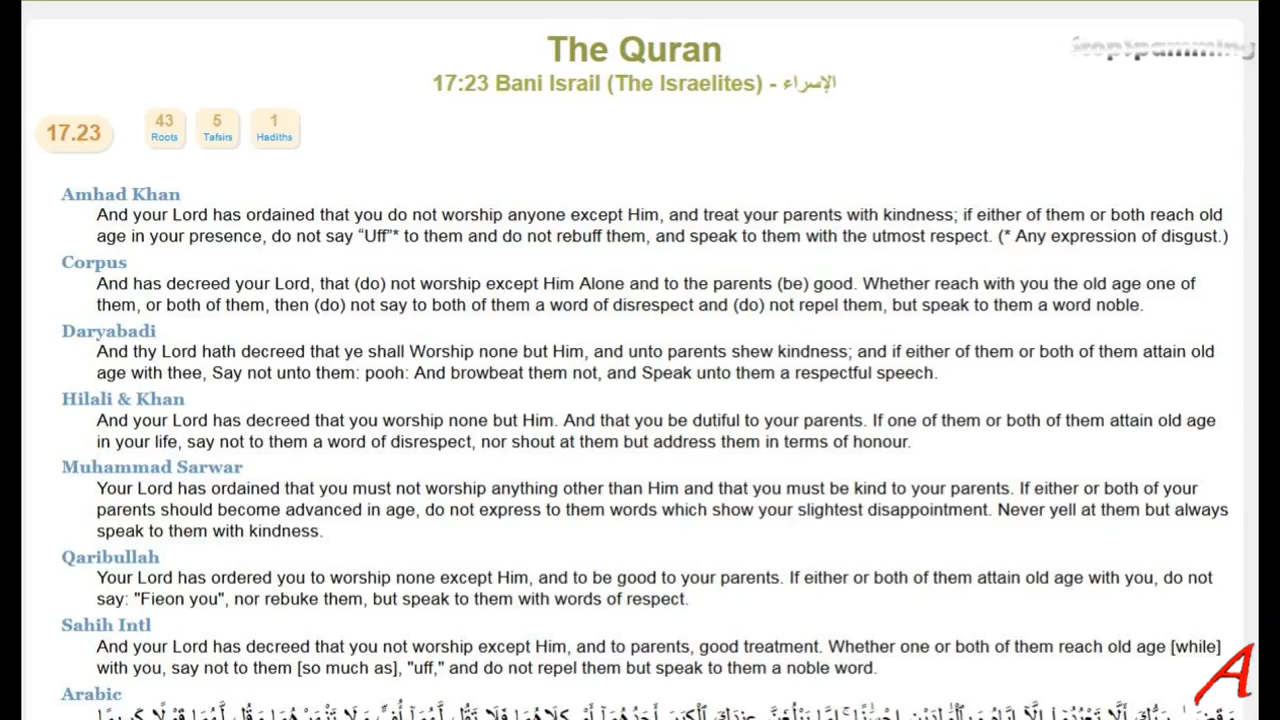 The Quran
StopSpamming
17:23 Bani Israil (The Israelites) - الإسراء
17.23
43
5
1
Roots
Tafsirs
Hadiths
Amhad Khan
And your Lord has ordained that you do not worship anyone except Him, and treat your parents with kindness; if either of them or both reach old
age in your presence, do not say “Uff”* to them and do not rebuff them, and speak to them with the utmost respect. (* Any expression of disgust.)
Corpus
And has decreed your Lord, that (do) not worship except Him Alone and to the parents (be) good. Whether reach with you the old age one of
them, or both of them, then (do) not say to both of them a word of disrespect and (do) not repel them, but speak to them a word noble.
Daryabadi
And thy Lord hath decreed that ye shall Worship none but Him, and unto parents shew kindness; and if either of them or both of them attain old
age with thee, Say not unto them: pooh: And browbeat them not, and Speak unto them a respectful speech.
Hilali & Khan
And your Lord has decreed that you worship none but Him. And that you be dutiful to your parents. If one of them or both of them attain old age
in your life, say not to them a word of disrespect, nor shout at them but address them in terms of honour.
Muhammad Sarwar
Your Lord has ordained that you must not worship anything other than Him and that you must be kind to your parents. If either or both of your
parents should become advanced in age, do not express to them words which show your slightest disappointment. Never yell at them but always
speak to them with kindness.
Qaribullah
Your Lord has ordered you to worship none except Him, and to be good to your parents. If either or both of them attain old age with you, do not
say: "Fieon you", nor rebuke them, but speak to them with words of respect.
Sahih Intl
And your Lord has decreed that you not worship except Him, and to parents, good treatment. Whether one or both of them reach old age [while]
with you, say not to them [so much as], "uff," and do not repel them but speak to them a noble word.
A
Arabic